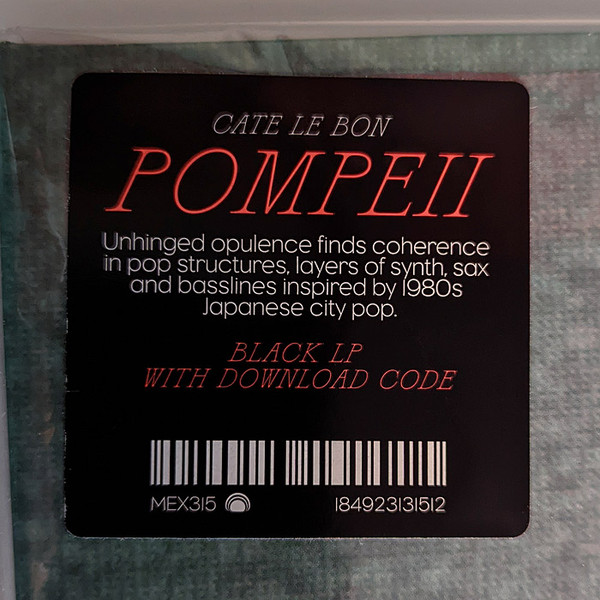 CATE LE BON
POMPEII
Unhinged opulence finds coherence
in pop structures, layers of synth, sax
and basslines inspired by 1980s
Japanese city pop.
BLACK LP
WITH DOWNLOAD CODE
MEX315 184923131512